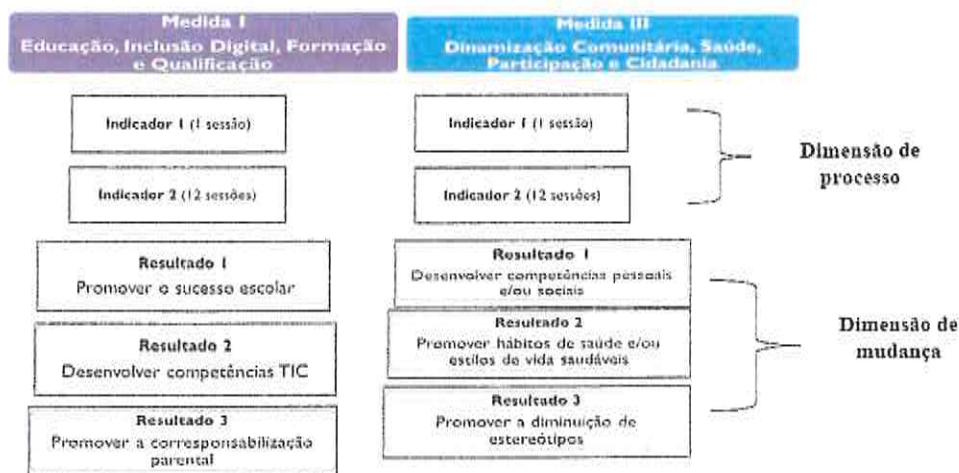 Medida I
Educação, Inclusão Digital, Formação
e Qualificação
Medida III
Dinamização Comunitária, Saúde,
Participação e Cidadania
Indicador 1 (1 sessão)
Indicador 1 (1 sessão)
Indicador 2 (12 sessões)
Indicador 2 (12 sessões)
Dimensão de
processo
Resultado 1
Promover o sucesso escolar
Resultado 1
Desenvolver competências pessoais
e/ou sociais
Resultado 2
Desenvolver competências TIC
Resultado 2
Promover hábitos de saúde e/ou
estilos de vida saudáveis
Resultado 3
Promover a corresponsabilização
parental
Resultado 3
Promover a diminuição de
estereótipos
Dimensão de
mudança